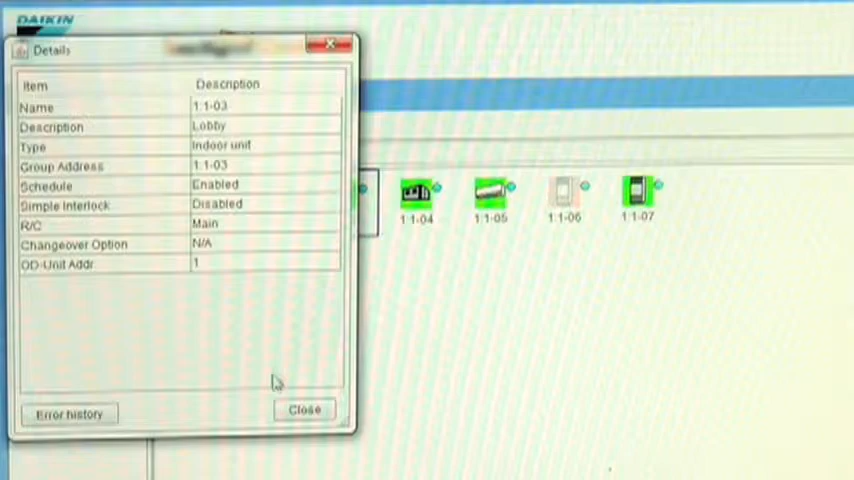 DAIKIN
Details
Item Description
Name 1:1-03
Description Lobby
Type Indoor unit
Group Address 1:1-03
Schedule Enabled
Simple Interlock Disabled
R/C Main
Changeover Option N/A
OD-Unit Addr. 1
1:1-04 1:1-05 1:1-06 1:1-07
Error history Close